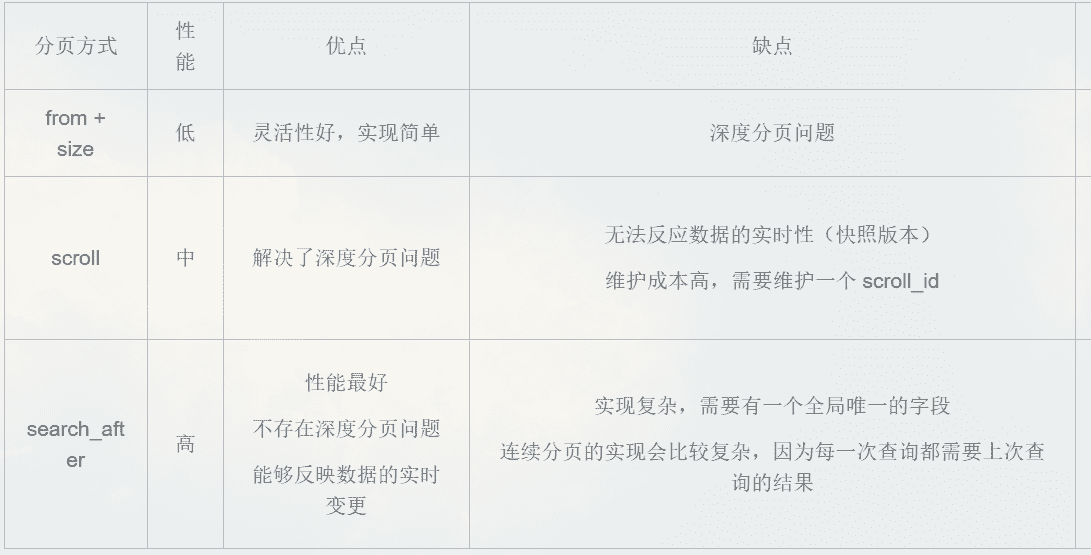 分页方式
性
能
优点
缺点
from +
size
低
灵活性好，实现简单
深度分页问题
scroll
中
解决了深度分页问题
无法反应数据的实时性（快照版本）
维护成本高，需要维护一个 scroll_id
search_aft
er
高
性能最好
不存在深度分页问题
能够反映数据的实时
变更
实现复杂，需要有一个全局唯一的字段
连续分页的实现会比较复杂，因为每一次查询都需要上次查
询的结果